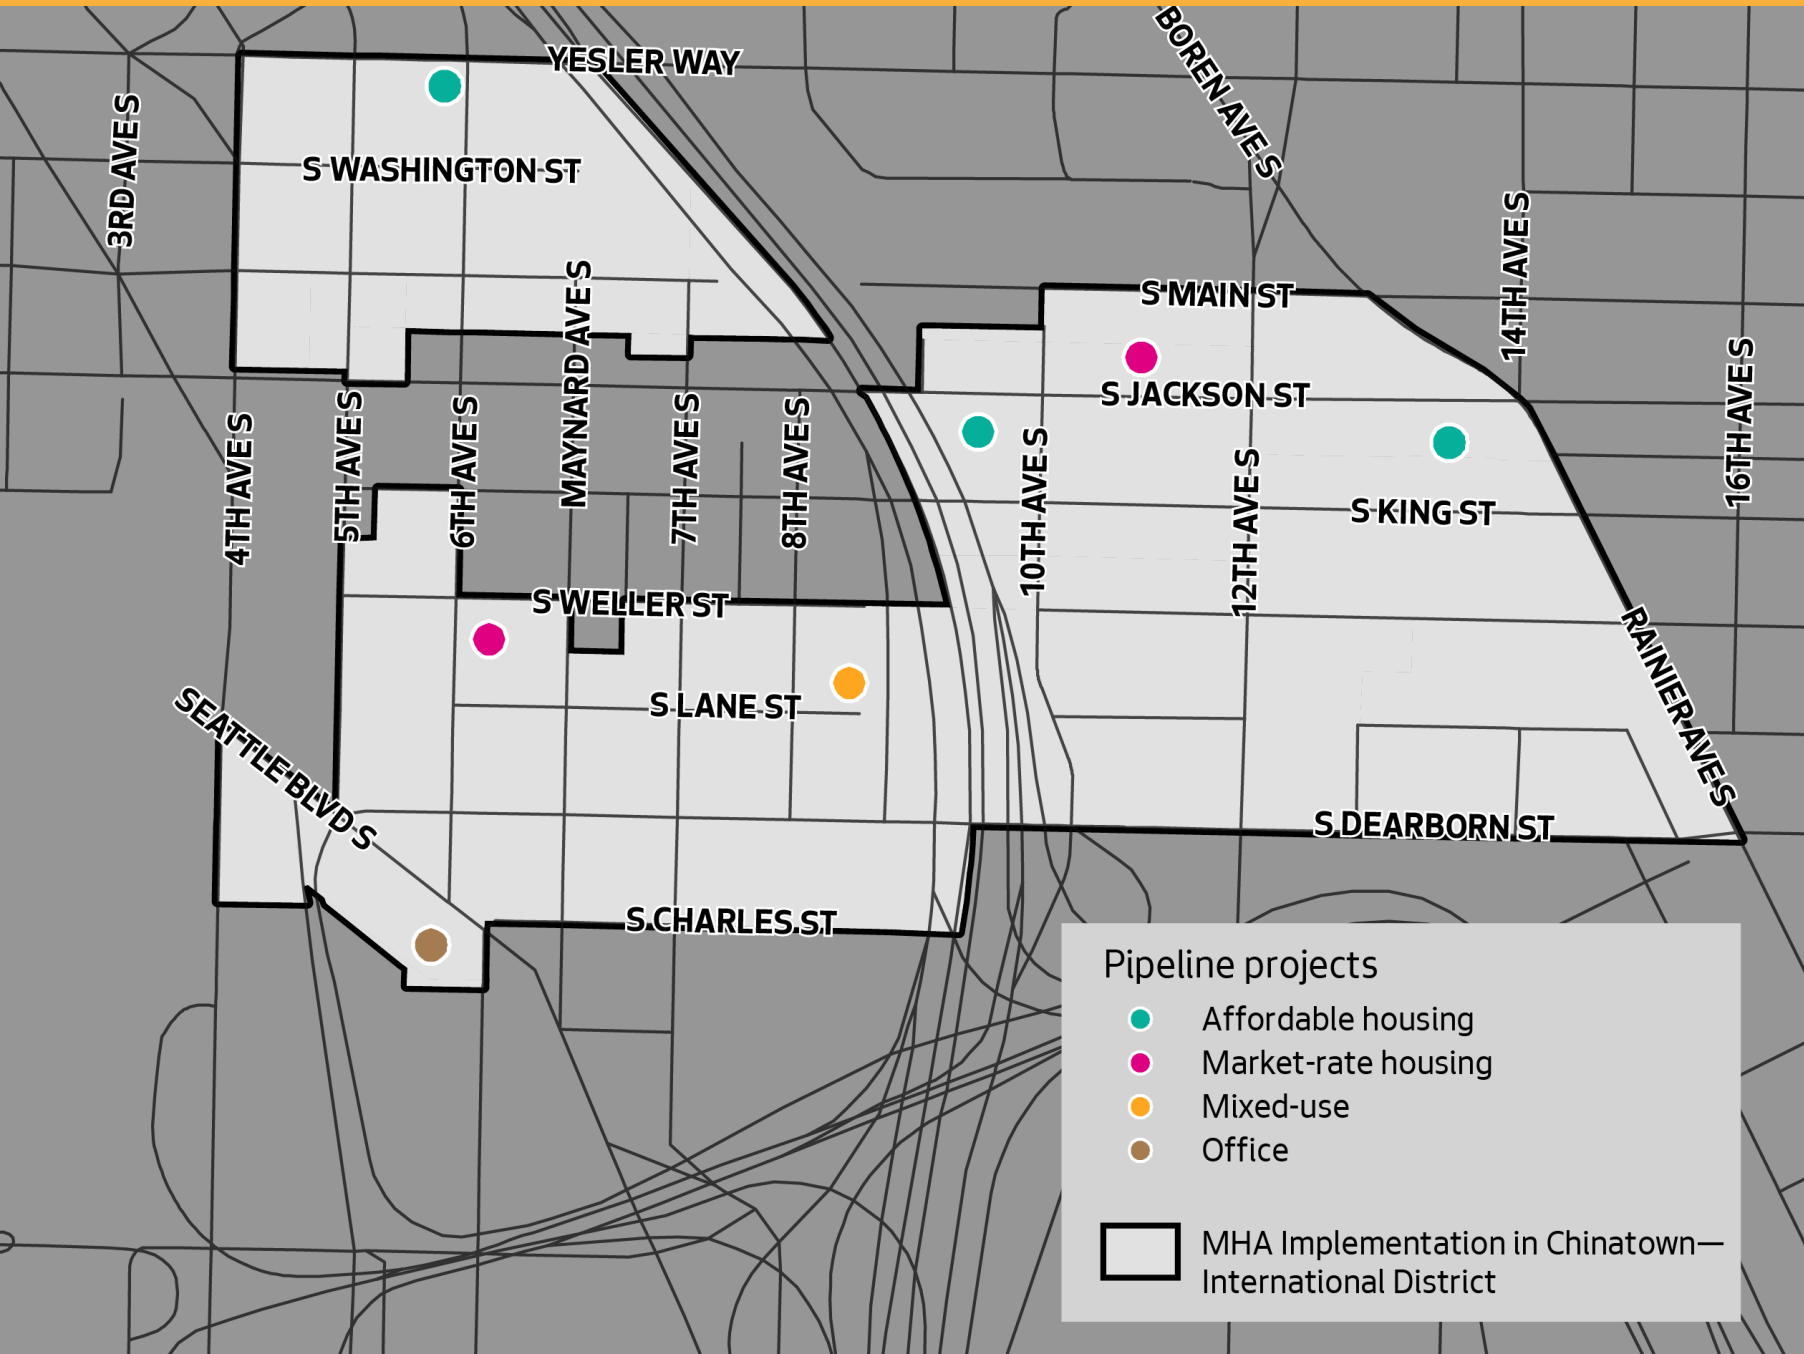 YESLER WAY
BOREN AVE S
3RD AVE S
S WASHINGTON ST
14TH AVE S
MAYNARD AVE S
S MAIN ST
16TH AVE S
S JACKSON ST
4TH AVE S
5TH AVE S
6TH AVE S
7TH AVE S
8TH AVE S
10TH AVE S
12TH AVE S
S KING ST
S WELLER ST
RAINIER AVE S
S LANE ST
SEATTLE BLVD S
S DEARBORN ST
S CHARLES ST
Pipeline projects
Affordable housing
Market-rate housing
Mixed-use
Office
MHA Implementation in Chinatown—
International District